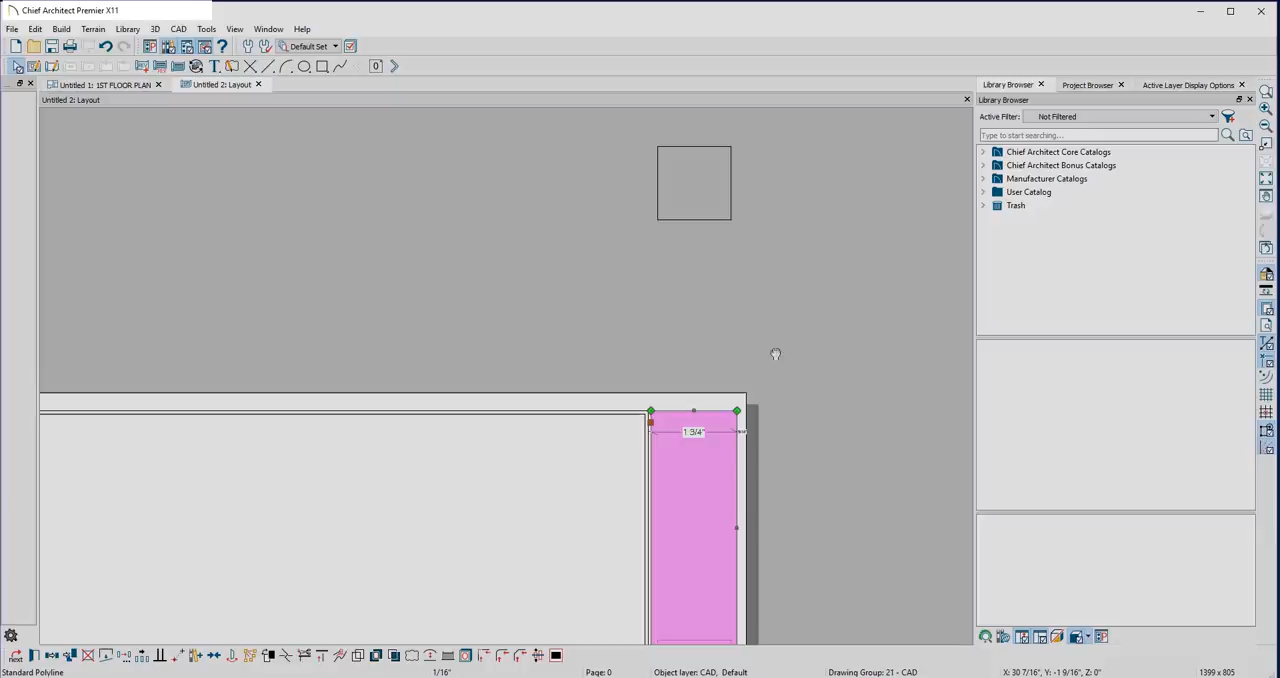 Chief Architect Premier X11
File Edit Build Terrain Library 3D CAD Tools View Window Help
Default Set
Untitled 1: 1ST FLOOR PLAN Untitled 2: Layout
Untitled 2: Layout
Library Browser Project Browser Active Layer Display Options
Library Browser
Active Filter: Not Filtered
Type to start searching...
Chief Architect Core Catalogs
Chief Architect Bonus Catalogs
Manufacturer Catalogs
User Catalog
Trash
1 3/4"
next
Standard Polyline 1/16" Page: 0 Object layer: CAD, Default Drawing Group: 21 - CAD X: 30 7/16", Y: -1 9/16", Z: 0" 1399 x 805